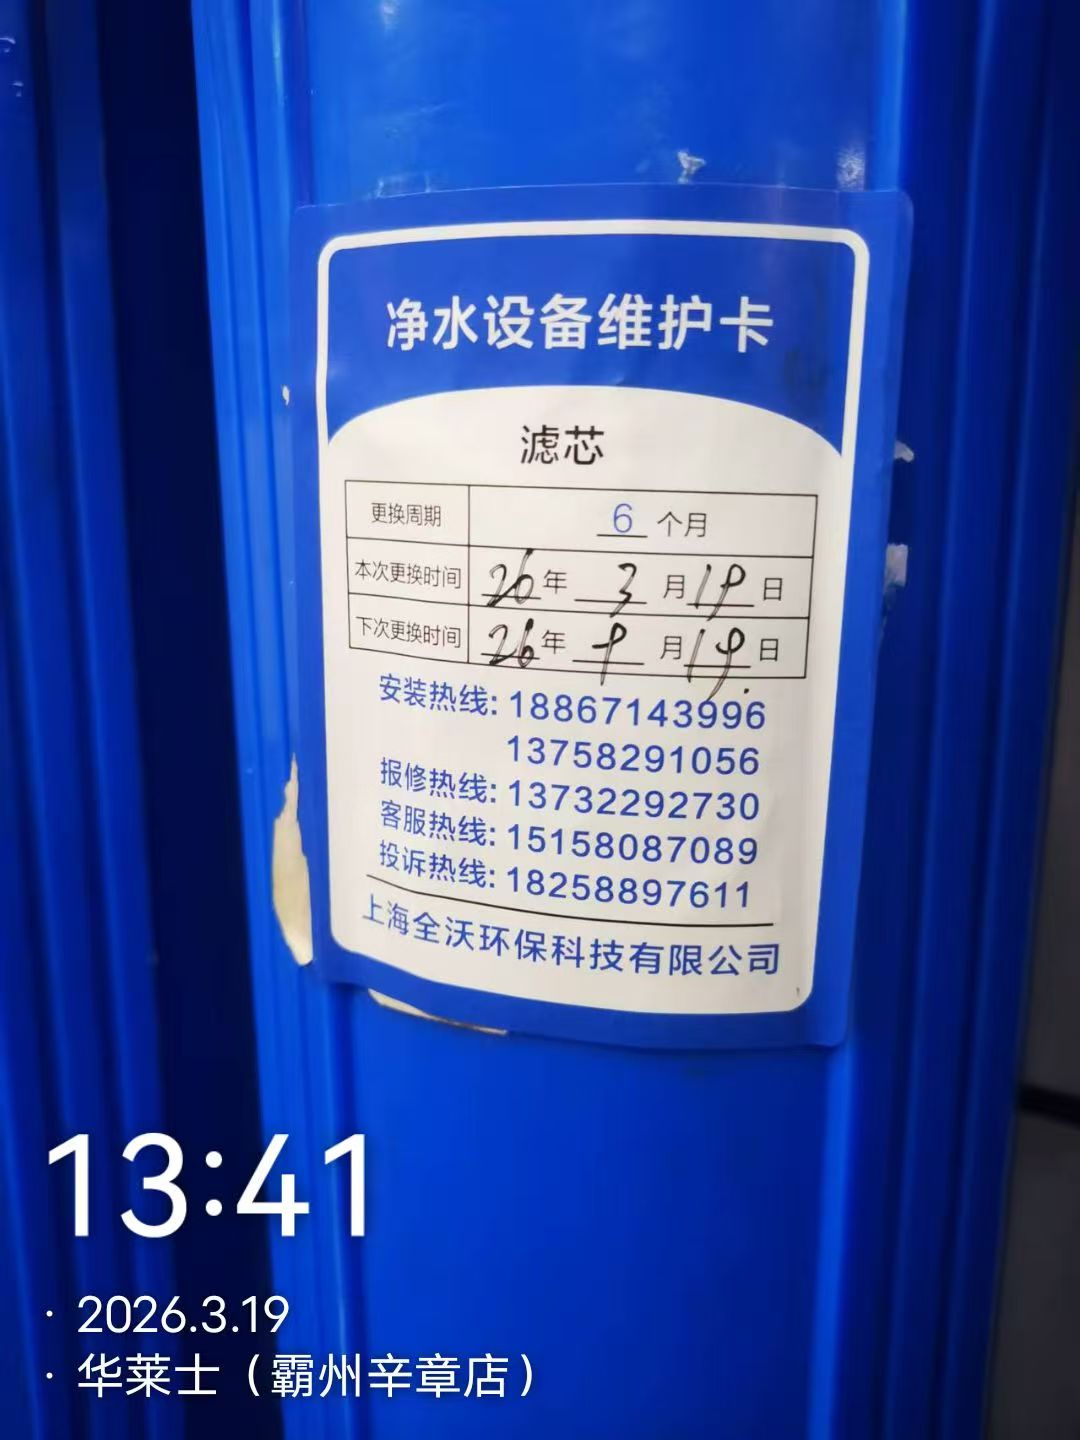 净水设备维护卡
滤芯
更换周期 6 个月
本次更换时间 26年 3 月 19 日
下次更换时间 26年 9 月 19 日
安装热线: 18867143996
13758291056
报修热线: 13732292730
客服热线: 15158087089
投诉热线: 18258897611
上海全沃环保科技有限公司
13:41
· 2026.3.19
· 华莱士（霸州辛章店）